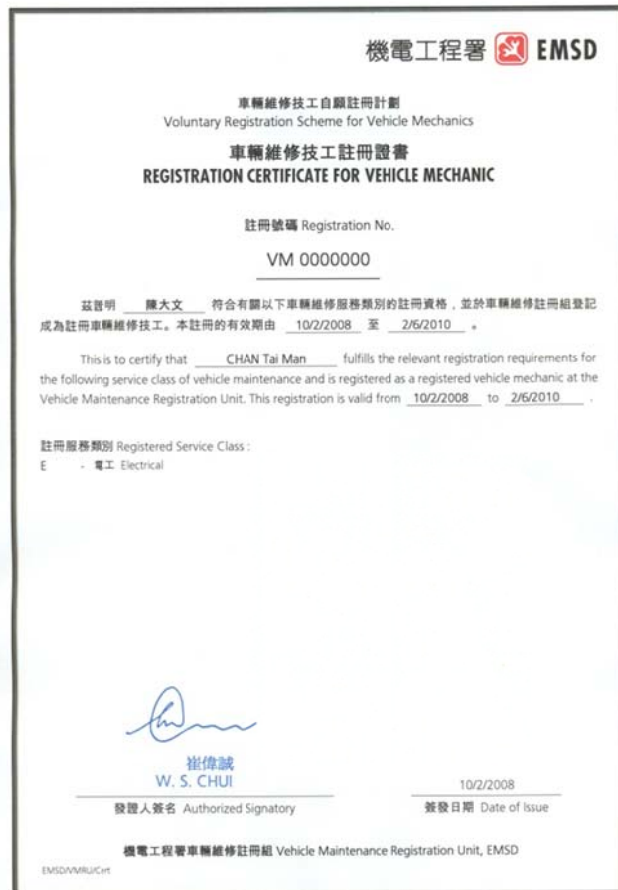 機電工程署 EMSD
車輛維修技工自願註冊計劃
Voluntary Registration Scheme for Vehicle Mechanics
車輛維修技工註冊證書
REGISTRATION CERTIFICATE FOR VEHICLE MECHANIC
註冊號碼 Registration No.
VM 0000000
茲證明 陳大文 符合有關以下車輛維修服務類別的註冊資格，並於車輛維修註冊組登記
成為註冊車輛維修技工。本註冊的有效期由 10/2/2008 至 2/6/2010 。
This is to certify that CHAN Tai Man fulfills the relevant registration requirements for
the following service class of vehicle maintenance and is registered as a registered vehicle mechanic at the
Vehicle Maintenance Registration Unit. This registration is valid from 10/2/2008 to 2/6/2010 .
註冊服務類別 Registered Service Class :
E - 電工 Electrical
崔偉誠
W. S. CHUI
10/2/2008
發證人簽名 Authorized Signatory
簽發日期 Date of Issue
機電工程署車輛維修註冊組 Vehicle Maintenance Registration Unit, EMSD
EMSD/VMRU/Cert